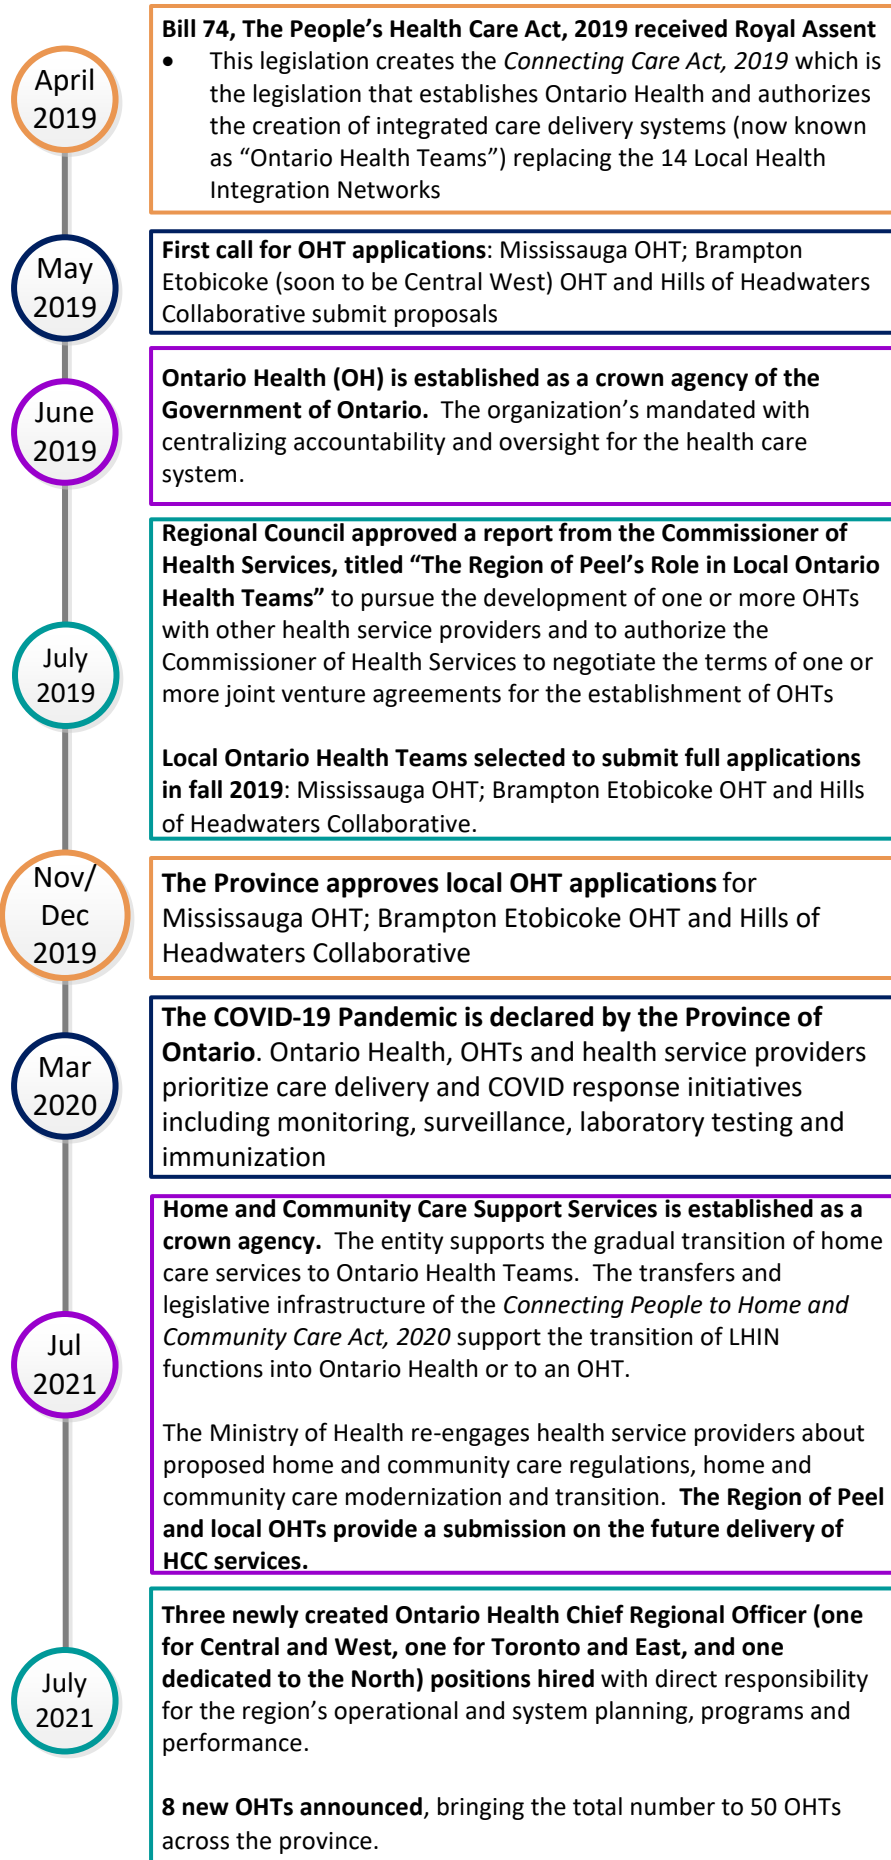 April
2019
Bill 74, The People’s Health Care Act, 2019 received Royal Assent
• This legislation creates the Connecting Care Act, 2019 which is
the legislation that establishes Ontario Health and authorizes
the creation of integrated care delivery systems (now known
as “Ontario Health Teams”) replacing the 14 Local Health
Integration Networks
May
2019
First call for OHT applications: Mississauga OHT; Brampton
Etobicoke (soon to be Central West) OHT and Hills of Headwaters
Collaborative submit proposals
June
2019
Ontario Health (OH) is established as a crown agency of the
Government of Ontario. The organization’s mandated with
centralizing accountability and oversight for the health care
system.
July
2019
Regional Council approved a report from the Commissioner of
Health Services, titled “The Region of Peel’s Role in Local Ontario
Health Teams” to pursue the development of one or more OHTs
with other health service providers and to authorize the
Commissioner of Health Services to negotiate the terms of one or
more joint venture agreements for the establishment of OHTs
Local Ontario Health Teams selected to submit full applications
in fall 2019: Mississauga OHT; Brampton Etobicoke OHT and Hills
of Headwaters Collaborative.
Nov/
Dec
2019
The Province approves local OHT applications for
Mississauga OHT; Brampton Etobicoke OHT and Hills of
Headwaters Collaborative
Mar
2020
The COVID-19 Pandemic is declared by the Province of
Ontario. Ontario Health, OHTs and health service providers
prioritize care delivery and COVID response initiatives
including monitoring, surveillance, laboratory testing and
immunization
Jul
2021
Home and Community Care Support Services is established as a
crown agency. The entity supports the gradual transition of home
care services to Ontario Health Teams. The transfers and
legislative infrastructure of the Connecting People to Home and
Community Care Act, 2020 support the transition of LHIN
functions into Ontario Health or to an OHT.
The Ministry of Health re-engages health service providers about
proposed home and community care regulations, home and
community care modernization and transition. The Region of Peel
and local OHTs provide a submission on the future delivery of
HCC services.
July
2021
Three newly created Ontario Health Chief Regional Officer (one
for Central and West, one for Toronto and East, and one
dedicated to the North) positions hired with direct responsibility
for the region’s operational and system planning, programs and
performance.
8 new OHTs announced, bringing the total number to 50 OHTs
across the province.